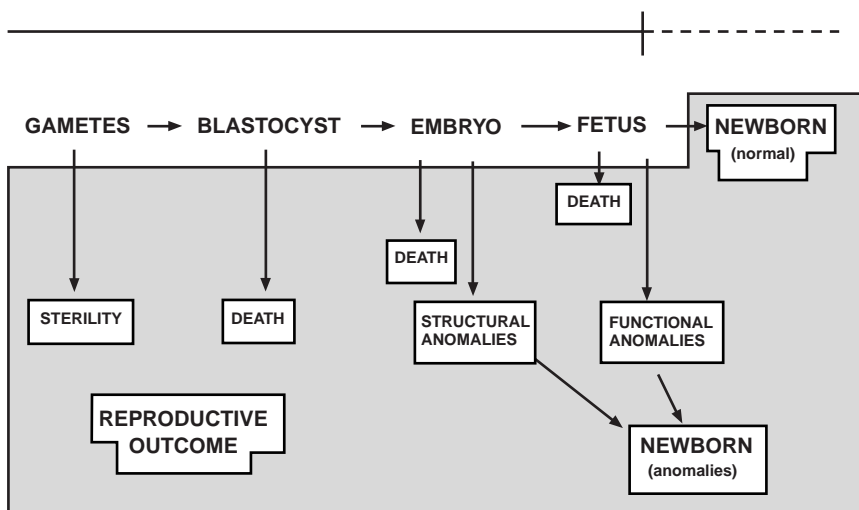 GAMETES
BLASTOCYST
EMBRYO
FETUS
NEWBORN
(normal)
DEATH
DEATH
STERILITY
DEATH
STRUCTURAL
ANOMALIES
FUNCTIONAL
ANOMALIES
REPRODUCTIVE
OUTCOME
NEWBORN
(anomalies)